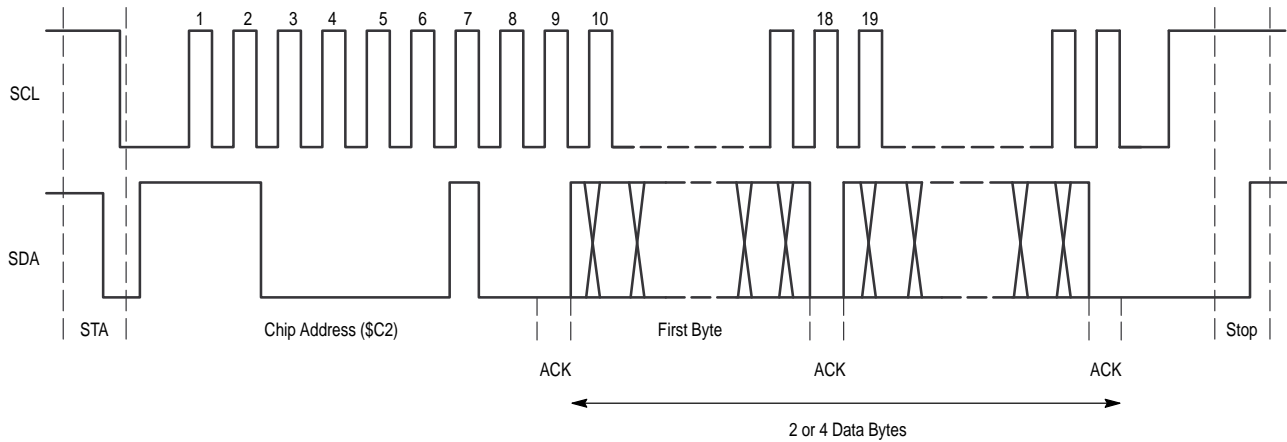 1 2 3 4 5 6 7 8 9 10 18 19
SCL
SDA
STA Chip Address ($C2) First Byte Stop
ACK ACK ACK
2 or 4 Data Bytes